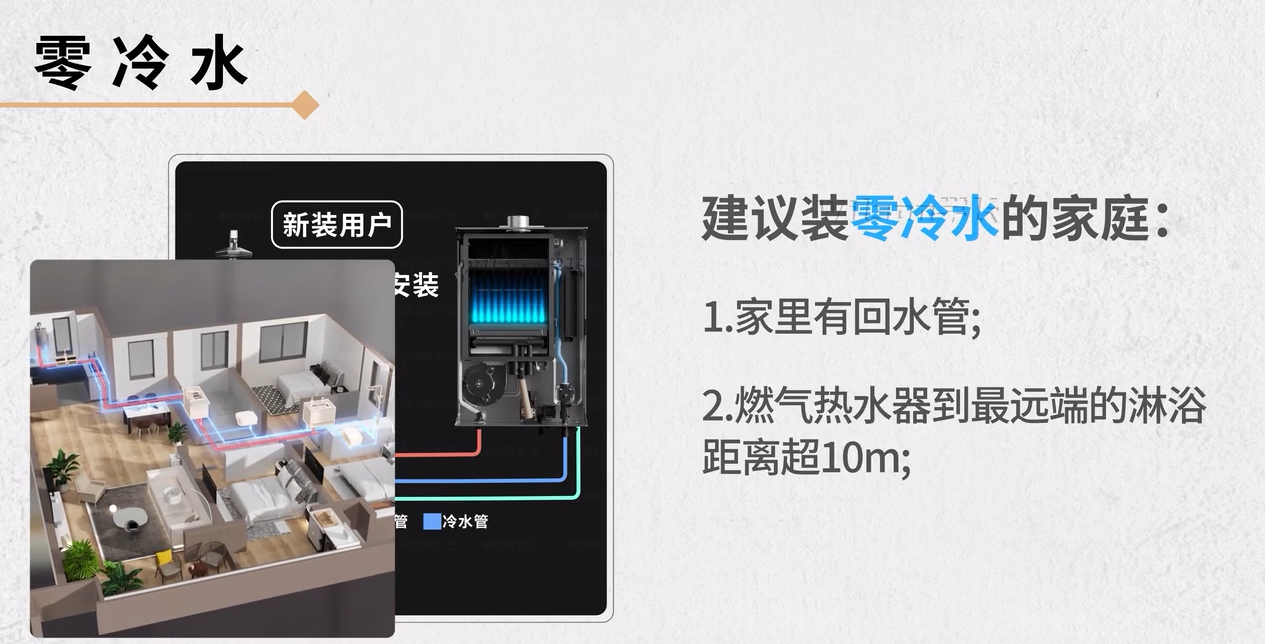 零冷水
新装用户
安装
管 冷水管
建议装零冷水的家庭：
1.家里有回水管;
2.燃气热水器到最远端的淋浴
距离超10m;